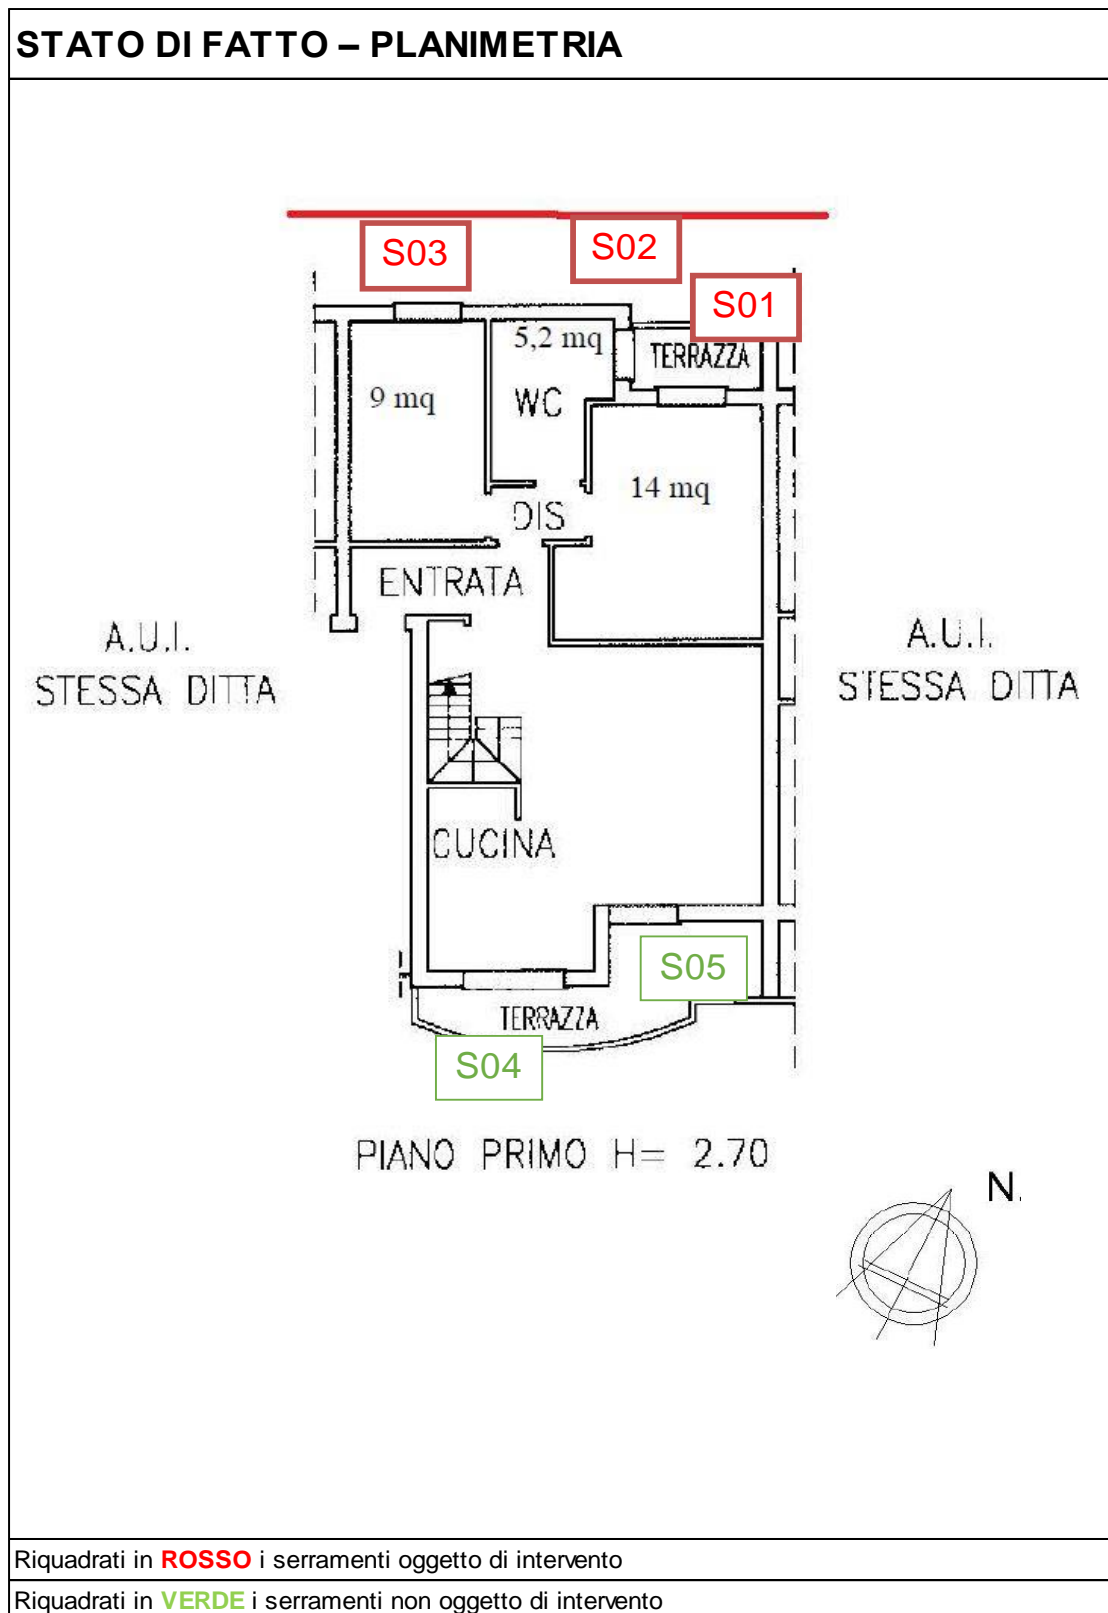 STATO DI FATTO – PLANIMETRIA
S03
S02
S01
5,2 mq
TERRAZZA
9 mq
WC
14 mq
DIS
ENTRATA
A.U.I.
STESSA DITTA
A.U.I.
STESSA DITTA
CUCINA
S05
TERRAZZA
S04
PIANO PRIMO H= 2.70
N.
Riquadrati in ROSSO i serramenti oggetto di intervento
Riquadrati in VERDE i serramenti non oggetto di intervento